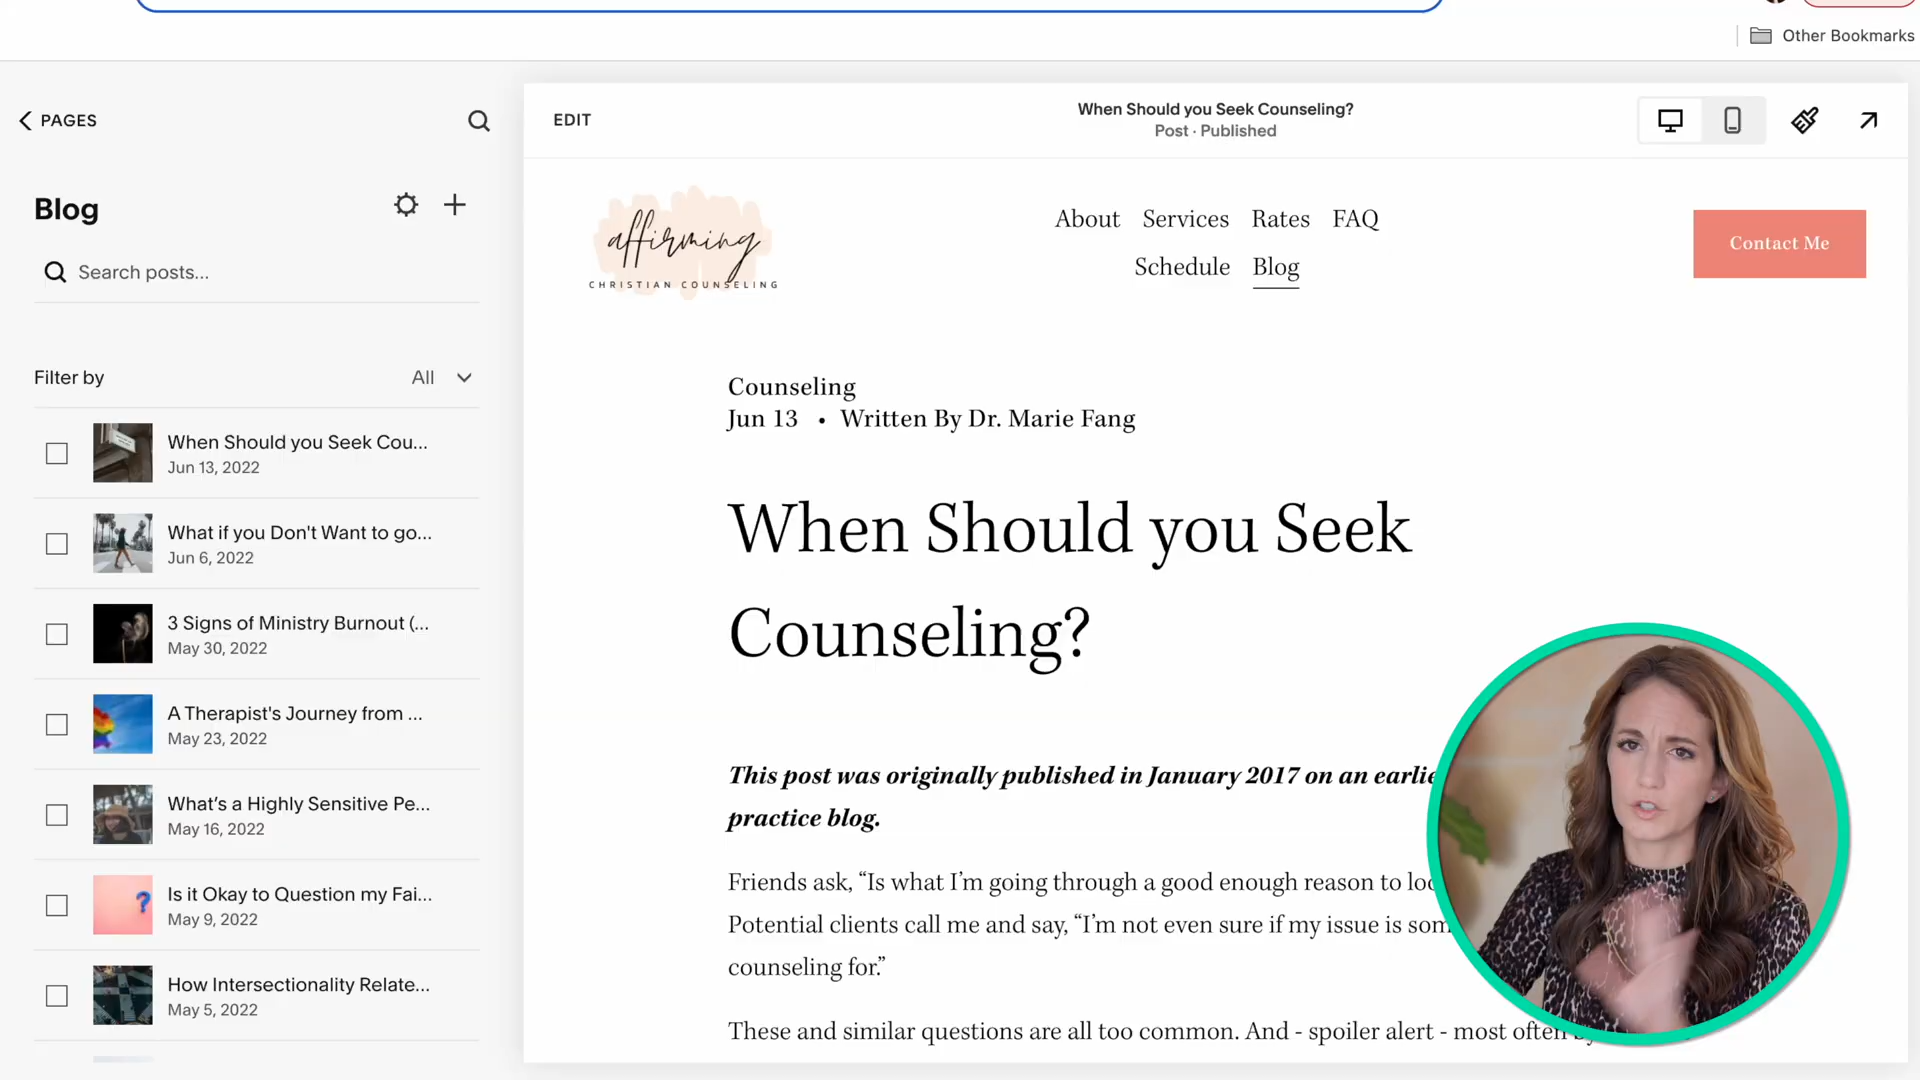 Other Bookmarks
PAGES
Blog
Search posts...
Filter by
All
When Should you Seek Cou...
Jun 13, 2022
What if you Don't Want to go...
Jun 6, 2022
3 Signs of Ministry Burnout (...
May 30, 2022
A Therapist's Journey from ...
May 23, 2022
What’s a Highly Sensitive Pe...
May 16, 2022
Is it Okay to Question my Fai...
May 9, 2022
How Intersectionality Relate...
May 5, 2022
EDIT
When Should you Seek Counseling?
Post · Published
affirming
CHRISTIAN COUNSELING
About Services Rates FAQ
Schedule Blog
Contact Me
Counseling
Jun 13 • Written By Dr. Marie Fang
When Should you Seek
Counseling?
This post was originally published in January 2017 on an earlie
practice blog.
Friends ask, “Is what I’m going through a good enough reason to
Potential clients call me and say, “I’m not even sure if my issue is som
counseling for.”
These and similar questions are all too common. And - spoiler alert - most often